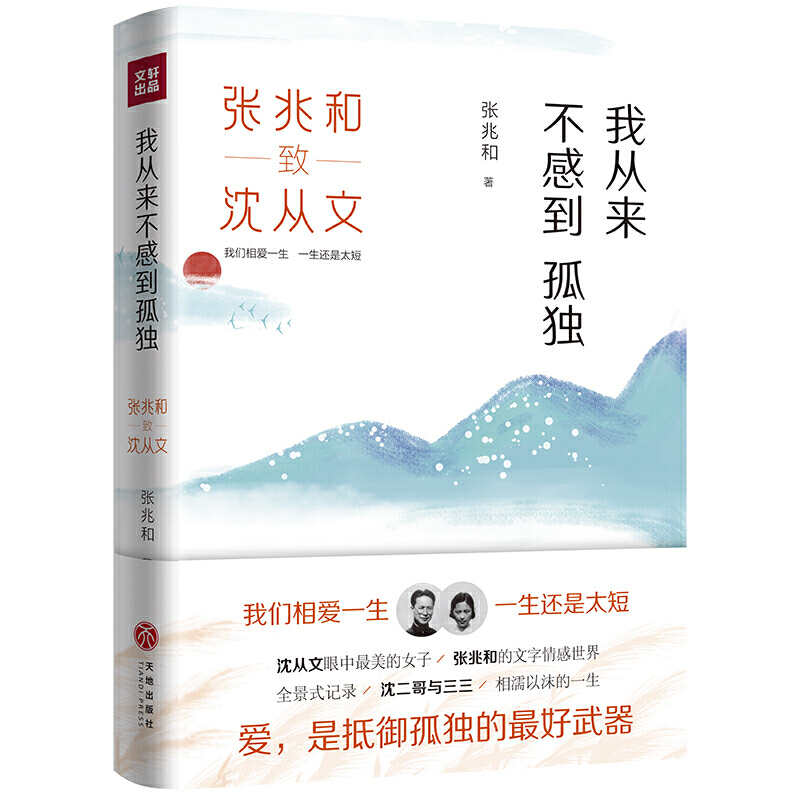 文轩出品
我从来不感到孤独
张兆和
致
沈从文
张兆和
天地出版社
TIANDI PRESS
张兆和
致
沈从文
我们相爱一生 一生还是太短
我从来
不感到 孤独
张兆和 著
我们相爱一生 一生还是太短
沈从文眼中最美的女子／张兆和的文字情感世界
全景式记录／沈二哥与三三／相濡以沫的一生
爱，是抵御孤独的最好武器